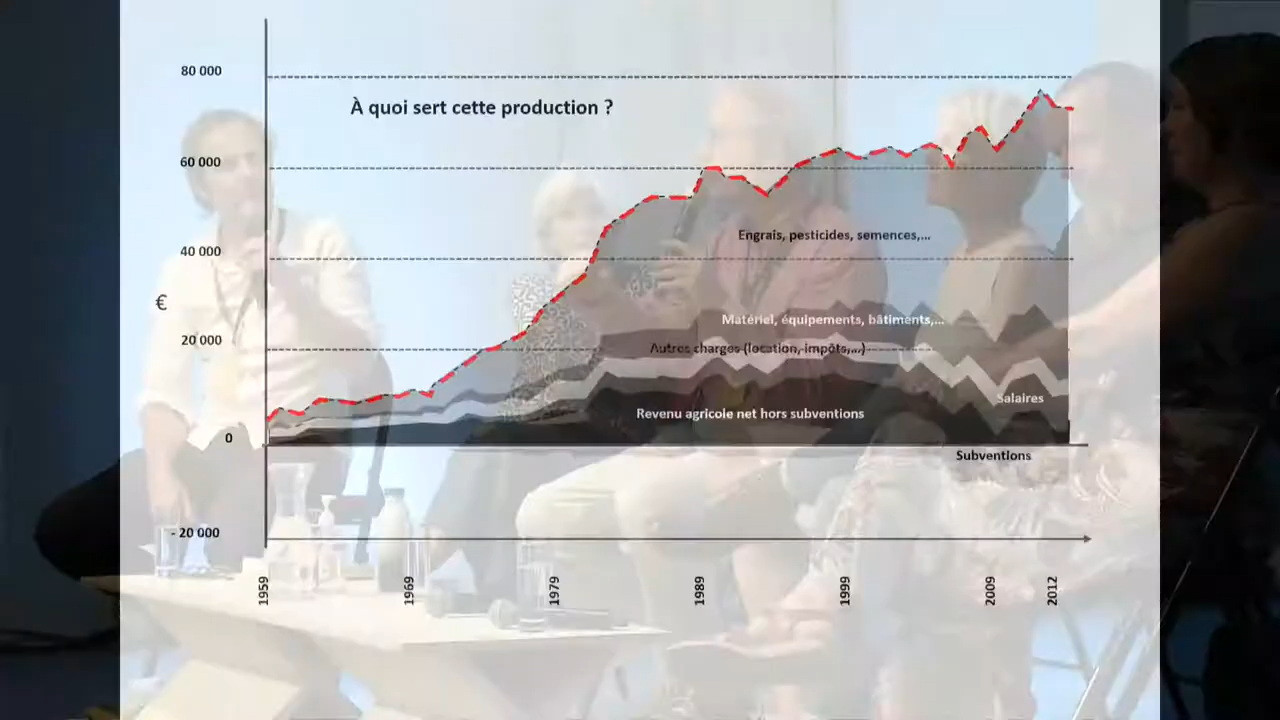 80 000
À quoi sert cette production ?
60 000
Engrais, pesticides, semences,...
40 000
€
Matériel, équipements, bâtiments,...
20 000
Autres charges (location, impôts,...)
Salaires
Revenu agricole net hors subventions
0
Subventions
- 20 000
1959
1969
1979
1989
1999
2009
2012